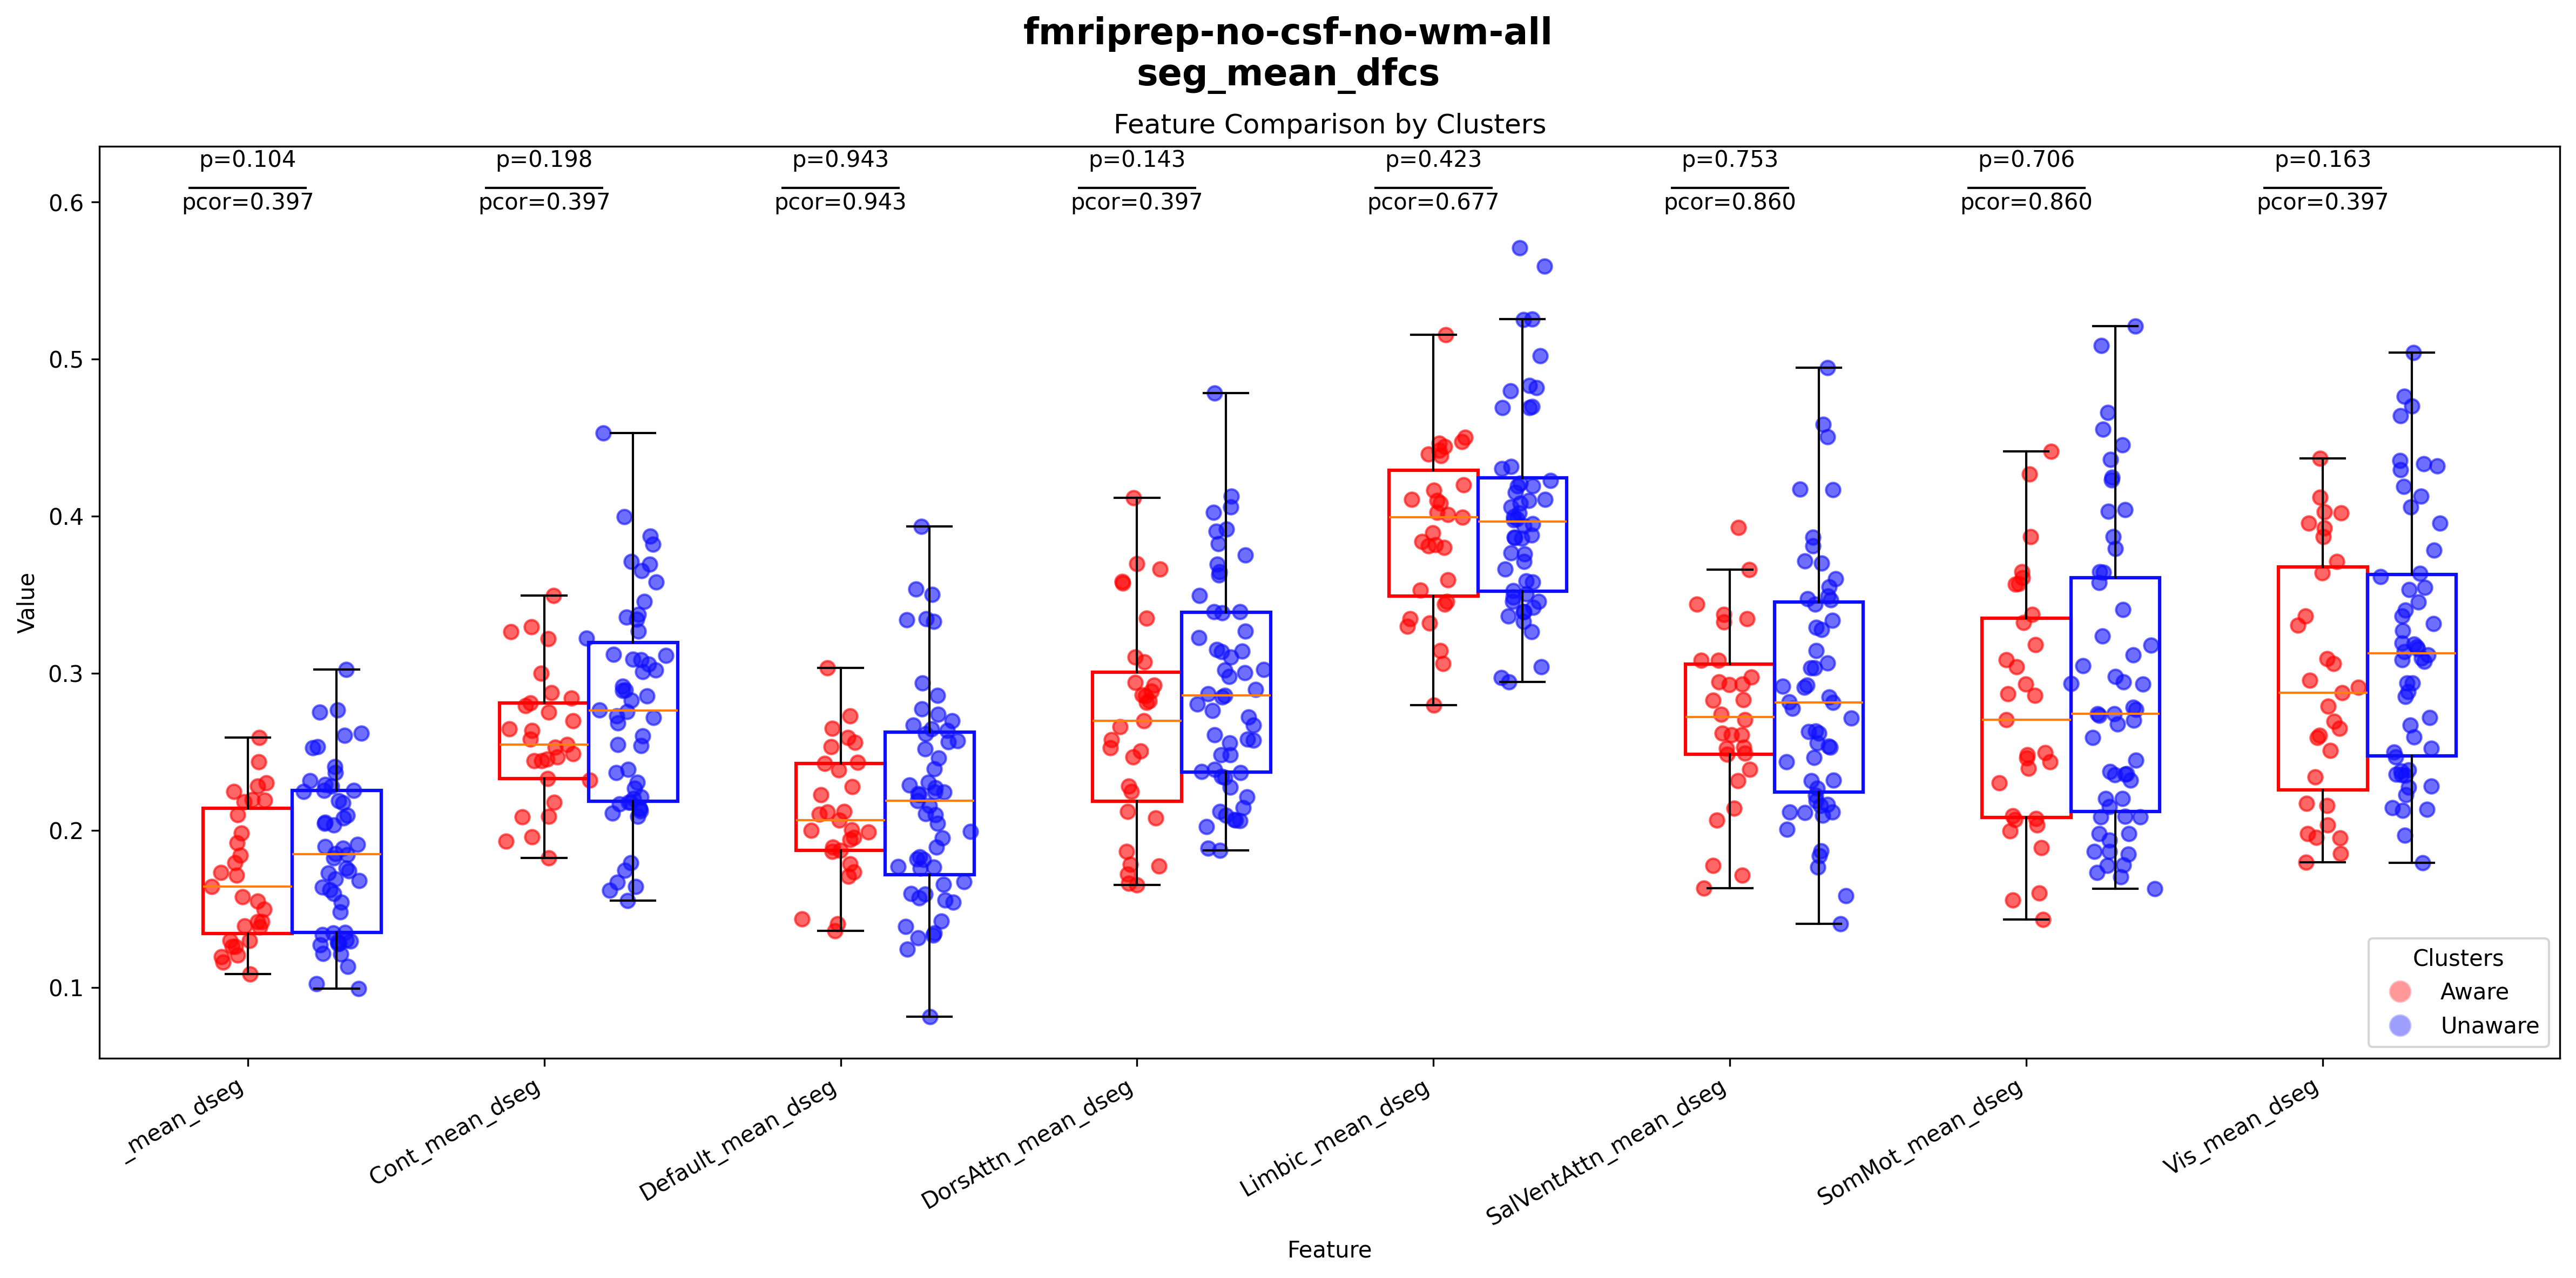 fmriprep-no-csf-no-wm-all
seg_mean_dfcs
Feature Comparison by Clusters
p=0.104 p=0.198 p=0.943 p=0.143 p=0.423 p=0.753 p=0.706 p=0.163
pcor=0.397 pcor=0.397 pcor=0.943 pcor=0.397 pcor=0.677 pcor=0.860 pcor=0.860 pcor=0.397
0.6
0.5
0.4
0.3
0.2
0.1
Value
Clusters
Aware
Unaware
_mean_dseg
Cont_mean_dseg
Default_mean_dseg
DorsAttn_mean_dseg
Limbic_mean_dseg
SalVentAttn_mean_dseg
SomMot_mean_dseg
Vis_mean_dseg
Feature